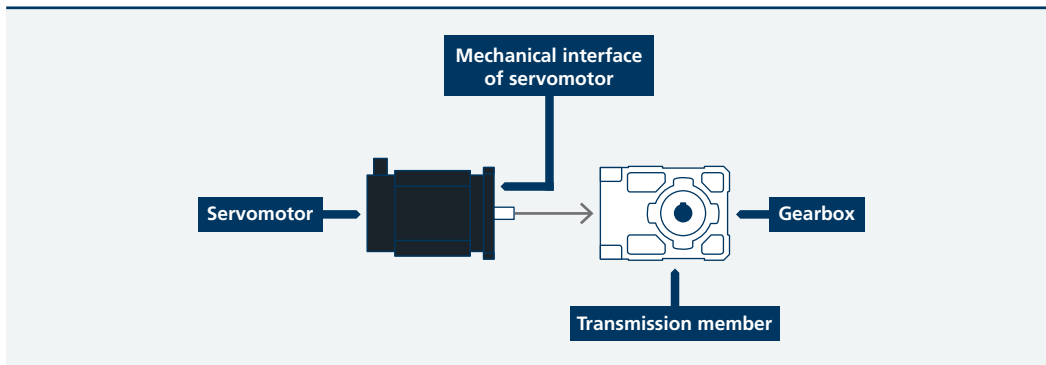 Mechanical interface
of servomotor
Servomotor
Gearbox
Transmission member